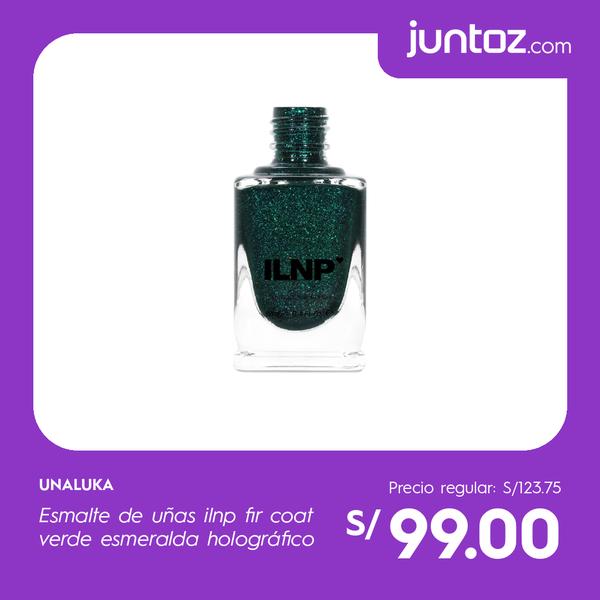 juntoz.com
ILNP
UNALUKA
Esmalte de uñas ilnp fir coat
verde esmeralda holográfico
Precio regular: S/123.75
S/ 99.00